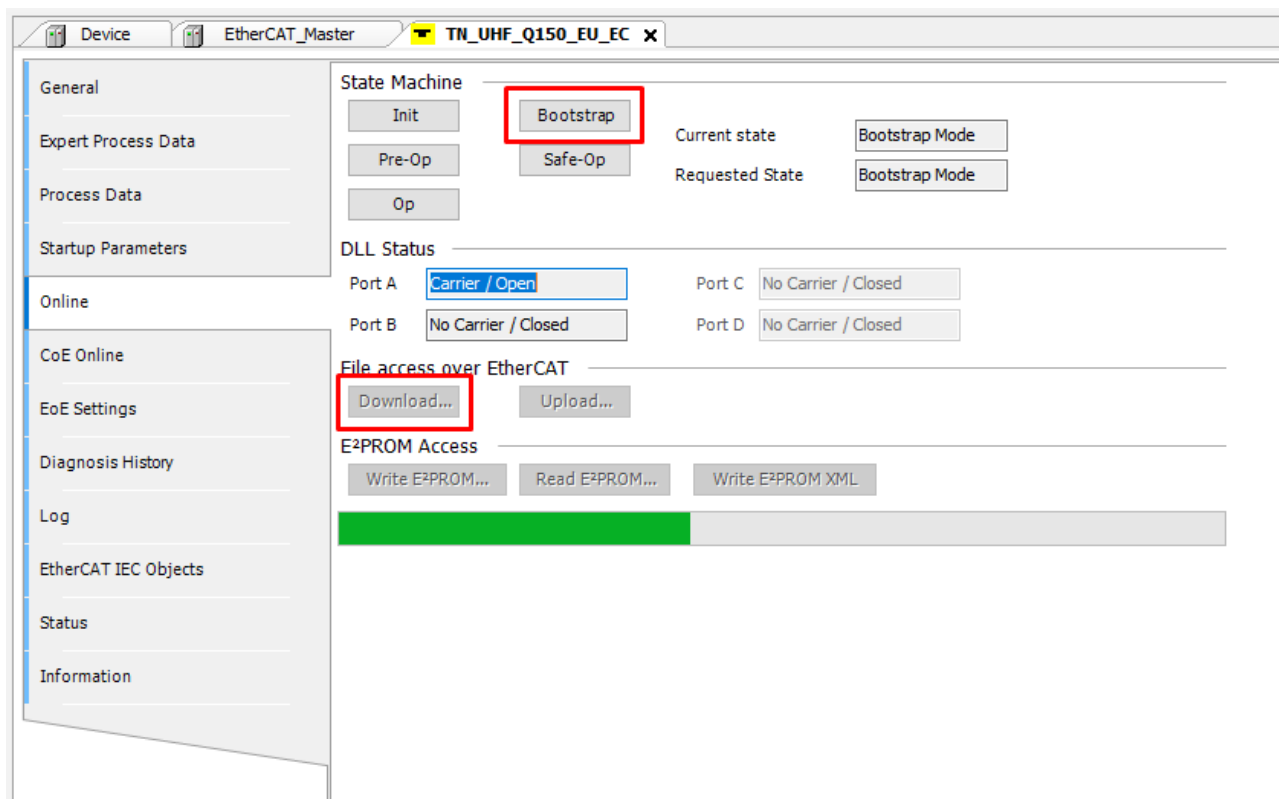 Device EtherCAT_Master TN_UHF_Q150_EU_EC
General
Expert Process Data
Process Data
Startup Parameters
Online
CoE Online
EoE Settings
Diagnosis History
Log
EtherCAT IEC Objects
Status
Information
State Machine
Init Bootstrap
Pre-Op Safe-Op
Op
Current state Bootstrap Mode
Requested State Bootstrap Mode
DLL Status
Port A Carrier / Open Port C No Carrier / Closed
Port B No Carrier / Closed Port D No Carrier / Closed
File access over EtherCAT
Download... Upload...
E²PROM Access
Write E²PROM... Read E²PROM... Write E²PROM XML